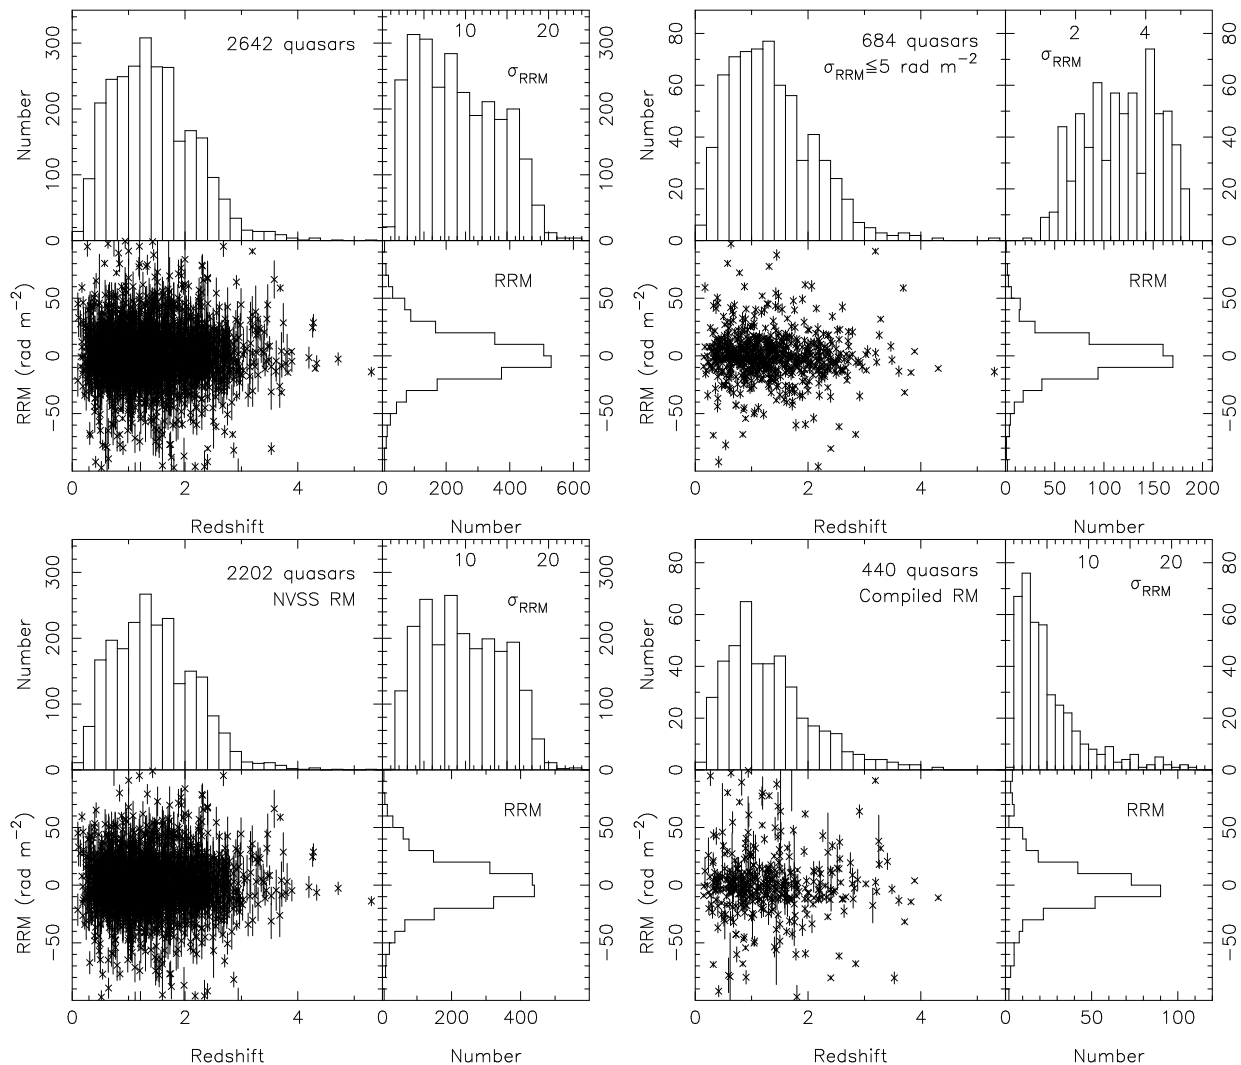 2642 quasars
10 20
σRRM
Number
0 100 200 300
0 100 200 300
RRM (rad m−2)
−50 0 50
RRM
−50 0 50
0 2 4
0 200 400 600
Redshift
Number
684 quasars
σRRM≦5 rad m−2
2 4
σRRM
Number
0 20 40 60 80
0 20 40 60 80
RRM (rad m−2)
−50 0 50
RRM
−50 0 50
0 2 4
0 50 100 150 200
Redshift
Number
2202 quasars
NVSS RM
10 20
σRRM
Number
0 100 200 300
0 100 200 300
RRM (rad m−2)
−50 0 50
RRM
−50 0 50
0 2 4
0 200 400
Redshift
Number
440 quasars
Compiled RM
10 20
σRRM
Number
0 20 40 60 80
0 20 40 60 80
RRM (rad m−2)
−50 0 50
RRM
−50 0 50
0 2 4
0 50 100
Redshift
Number